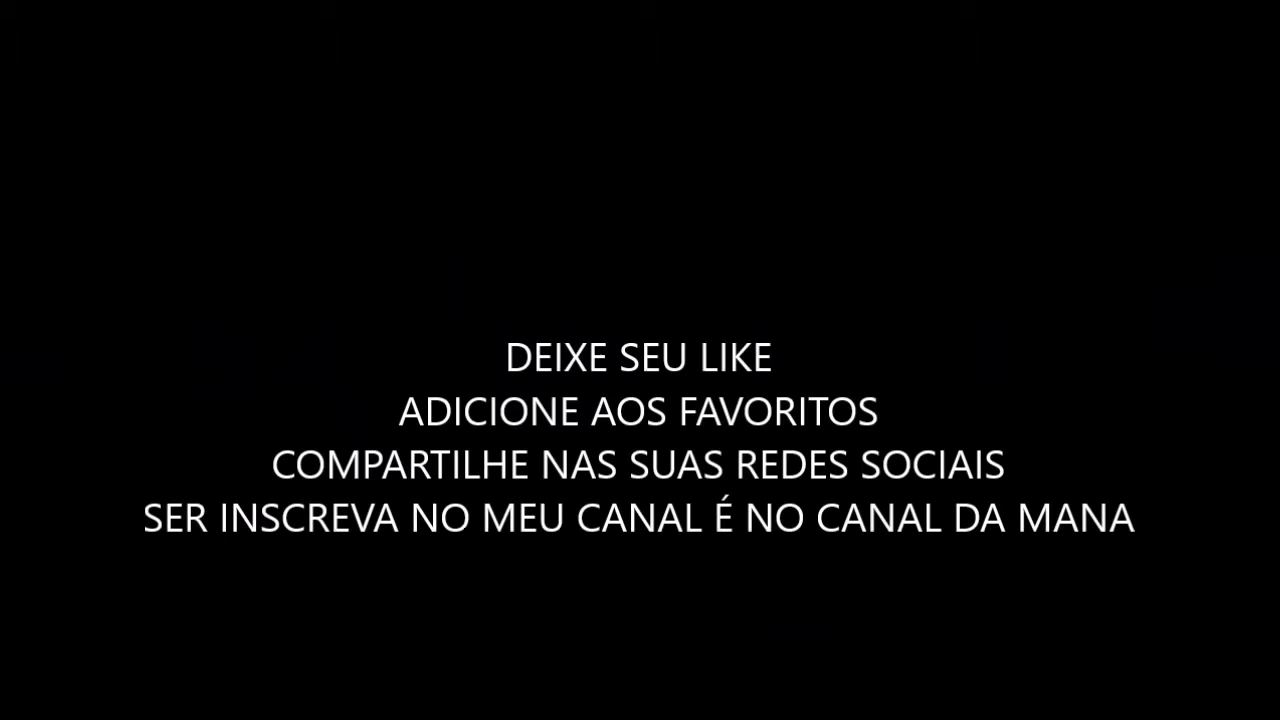 DEIXE SEU LIKE
ADICIONE AOS FAVORITOS
COMPARTILHE NAS SUAS REDES SOCIAIS
SER INSCREVA NO MEU CANAL É NO CANAL DA MANA